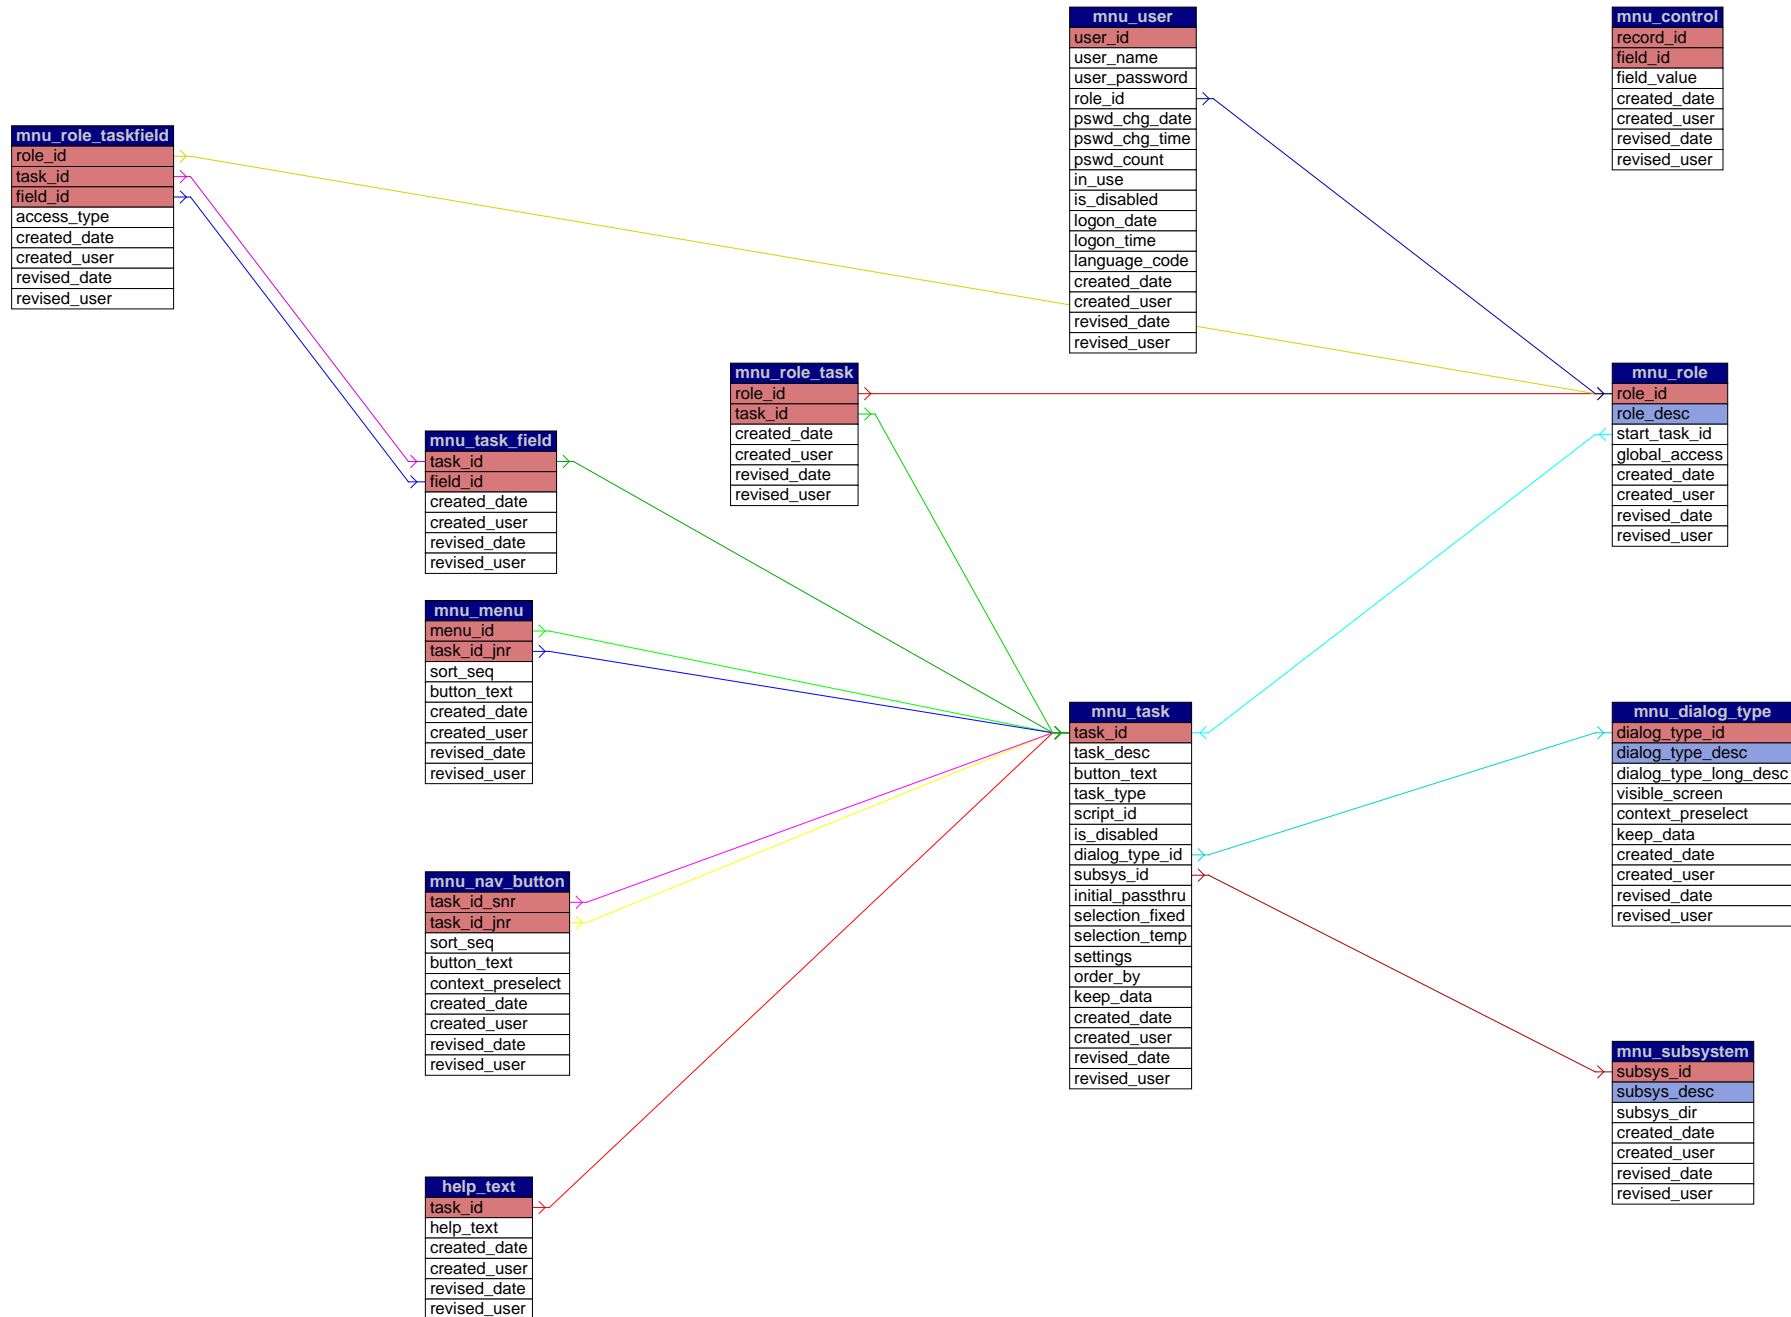 mnu_user
user_id
user_name
user_password
role_id
pswd_chg_date
pswd_chg_time
pswd_count
in_use
is_disabled
logon_date
logon_time
language_code
created_date
created_user
revised_date
revised_user
mnu_control
record_id
field_id
field_value
created_date
created_user
revised_date
revised_user
mnu_role_taskfield
role_id
task_id
field_id
access_type
created_date
created_user
revised_date
revised_user
mnu_role_task
role_id
task_id
created_date
created_user
revised_date
revised_user
mnu_role
role_id
role_desc
start_task_id
global_access
created_date
created_user
revised_date
revised_user
mnu_task_field
task_id
field_id
created_date
created_user
revised_date
revised_user
mnu_menu
menu_id
task_id_jnr
sort_seq
button_text
created_date
created_user
revised_date
revised_user
mnu_task
task_id
task_desc
button_text
task_type
script_id
is_disabled
dialog_type_id
subsys_id
initial_passthru
selection_fixed
selection_temp
settings
order_by
keep_data
created_date
created_user
revised_date
revised_user
mnu_dialog_type
dialog_type_id
dialog_type_desc
dialog_type_long_desc
visible_screen
context_preselect
keep_data
created_date
created_user
revised_date
revised_user
mnu_nav_button
task_id_snr
task_id_jnr
sort_seq
button_text
context_preselect
created_date
created_user
revised_date
revised_user
mnu_subsystem
subsys_id
subsys_desc
subsys_dir
created_date
created_user
revised_date
revised_user
help_text
task_id
help_text
created_date
created_user
revised_date
revised_user